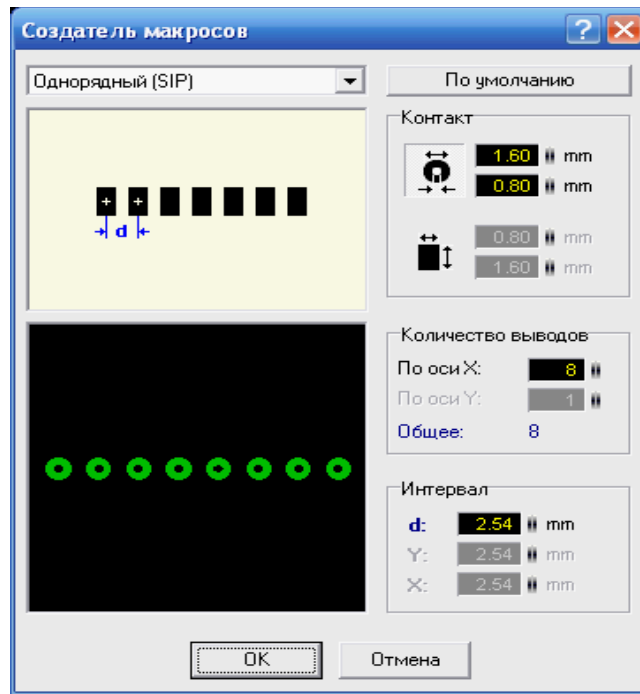 Создатель макросов
Однорядный (SIP)
По умолчанию
d
Контакт
1.60 mm
0.80 mm
0.80 mm
1.60 mm
Количество выводов
По оси X: 8
По оси Y: 1
Общее: 8
Интервал
d: 2.54 mm
Y: 2.54 mm
X: 2.54 mm
OK
Отмена